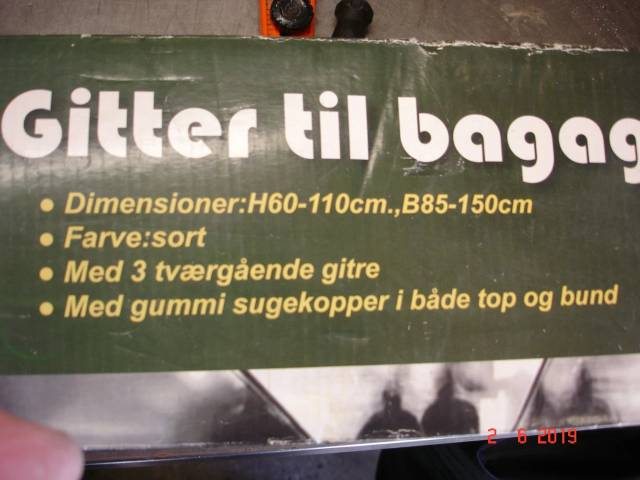 Gitter til bagag
• Dimensioner:H60-110cm.,B85-150cm
• Farve:sort
• Med 3 tværgående gitre
• Med gummi sugekopper i både top og bund
2 6 2019